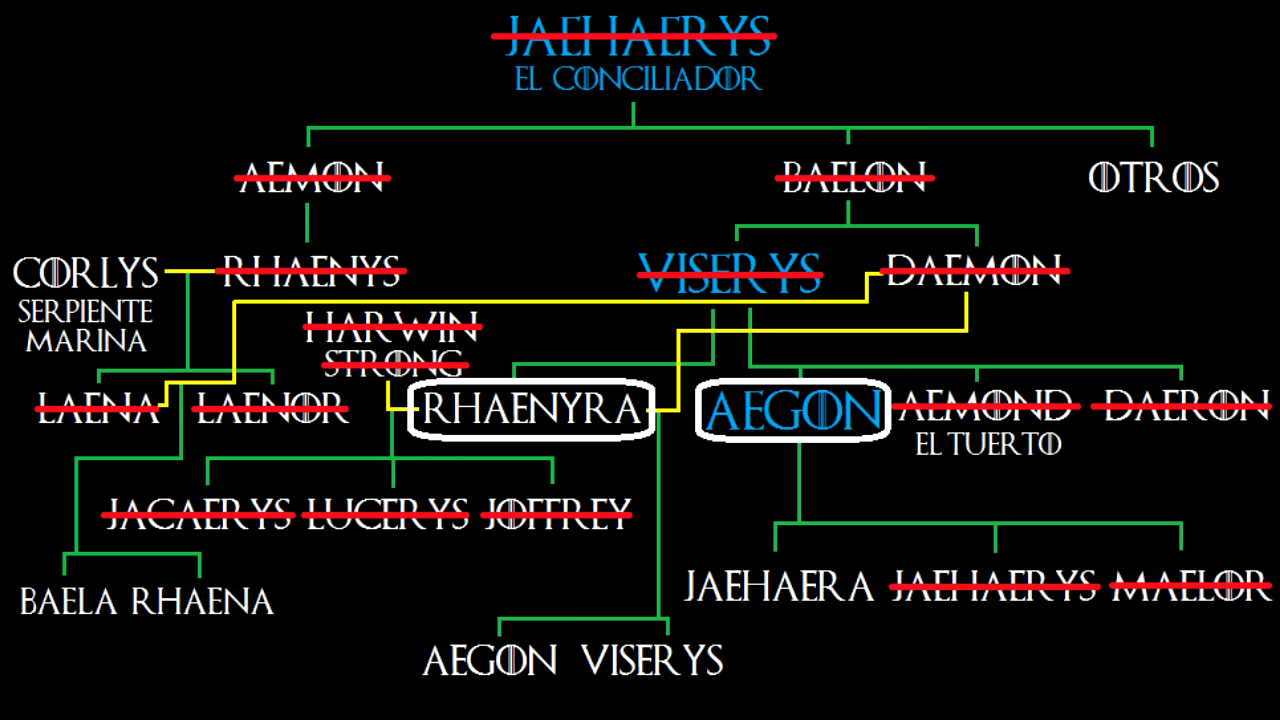 JAEHAERYS
EL CONCILIADOR
AEMON
BAELON
OTROS
CORLYS
SERPIENTE
MARINA
RHAENYS
VISERYS
DAEMON
HARWIN
STRONG
LAENA
LAENOR
RHAENYRA
AEGON
AEMOND
EL TUERTO
DAERON
JACAERYS
LUCERYS
JOFFREY
BAELA
RHAENA
JAEHAERA
JAEHAERYS
MAELOR
AEGON
VISERYS